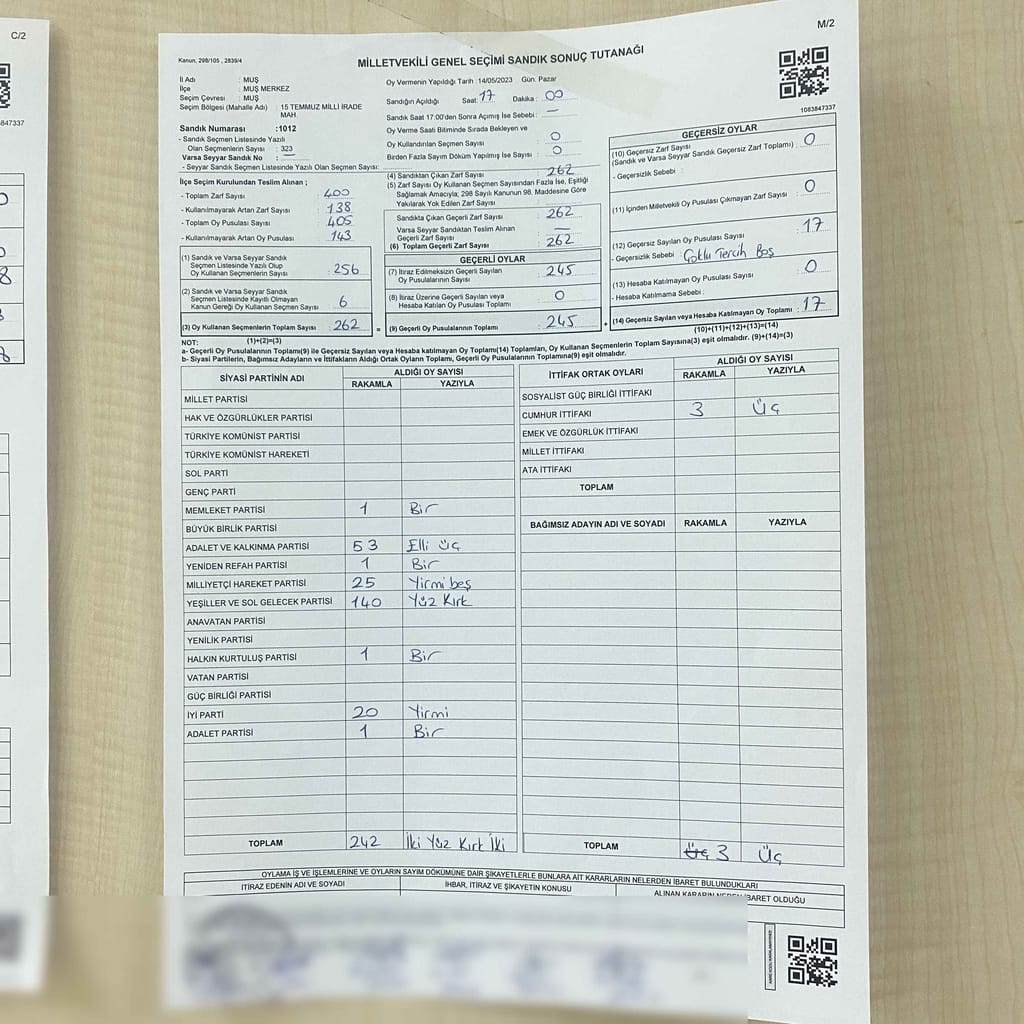 C/2
M/2
Kanun, 298/105 , 2839/4
MİLLETVEKİLİ GENEL SEÇİMİ SANDIK SONUÇ TUTANAĞI
1083847337
847337
İl Adı : MUŞ
İlçe : MUŞ MERKEZ
Seçim Çevresi : MUŞ
Seçim Bölgesi (Mahalle Adı) : 15 TEMMUZ MİLLİ İRADE MAH.
Sandık Numarası :1012
- Sandık Seçmen Listesinde Yazılı
Olan Seçmenlerin Sayısı : 323
Varsa Seyyar Sandık No : —
- Seyyar Sandık Seçmen Listesinde Yazılı Olan Seçmen Sayısı:
İlçe Seçim Kurulundan Teslim Alınan ;
- Toplam Zarf Sayısı : 400
- Kullanılmayarak Artan Zarf Sayısı : 138
- Toplam Oy Pusulası Sayısı : 405
- Kullanılmayarak Artan Oy Pusulası : 143
(1) Sandık ve Varsa Seyyar Sandık
Seçmen Listesinde Yazılı Olup
Oy Kullanan Seçmenlerin Sayısı : 256
(2) Sandık ve Varsa Seyyar Sandık
Seçmen Listesinde Kayıtlı Olmayan
Kanun Gereği Oy Kullanan Seçmen Sayısı : 6
(3) Oy Kullanan Seçmenlerin Toplam Sayısı : 262
(1)+(2)=(3)
Oy Vermenin Yapıldığı Tarih :14/05/2023 Gün. Pazar
Sandığın Açıldığı Saat: 17 Dakika : 00
Sandık Saat 17:00'den Sonra Açımış İse Sebebi: —
Oy Verme Saati Bitiminde Sırada Bekleyen ve
Oy Kullandırılan Seçmen Sayısı : 0
Birden Fazla Sayım Döküm Yapılmış İse Sayısı : 0
(4) Sandıktan Çıkan Zarf Sayısı : 262
(5) Zarf Sayısı Oy Kullanan Seçmen Sayısından Fazla İse, Eşitliği
Sağlamak Amacıyla; 298 Sayılı Kanunun 98. Maddesine Göre
Yakılarak Yok Edilen Zarf Sayısı :
Sandıkta Çıkan Geçerli Zarf Sayısı : 262
Varsa Seyyar Sandıktan Teslim Alınan
Geçerli Zarf Sayısı : —
(6) Toplam Geçerli Zarf Sayısı : 262
GEÇERLİ OYLAR
(7) İtiraz Edilmeksizin Geçerli Sayılan
Oy Pusulalarının Sayısı : 245
(8) İtiraz Üzerine Geçerli Sayılan veya
Hesaba Katılan Oy Pusulası Toplamı : 0
= (9) Geçerli Oy Pusulalarının Toplamı : 245
GEÇERSİZ OYLAR
(10) Geçersiz Zarf Sayısı
(Sandık ve Varsa Seyyar Sandık Geçersiz Zarf Toplamı) : 0
- Geçersizlik Sebebi :
(11) İçinden Milletvekili Oy Pusulası Çıkmayan Zarf Sayısı : 0
(12) Geçersiz Sayılan Oy Pusulası Sayısı : 17
- Geçersizlik Sebebi : Çoklu Tercih Boş
(13) Hesaba Katılmayan Oy Pusulası Sayısı : 0
- Hesaba Katılmama Sebebi :
+ (14) Geçersiz Sayılan veya Hesaba Katılmayan Oy Toplamı : 17
(10)+(11)+(12)+(13)=(14)
NOT:
a- Geçerli Oy Pusulalarının Toplamı(9) ile Geçersiz Sayılan veya Hesaba katılmayan Oy Toplamı(14) Toplamları, Oy Kullanan Seçmenlerin Toplam Sayısına(3) eşit olmalıdır. (9)+(14)=(3)
b- Siyasi Partilerin, Bağımsız Adayların ve İttifakların Aldığı Ortak Oyların Toplamı, Geçerli Oy Pusulalarının Toplamına(9) eşit olmalıdır.
SİYASİ PARTİNİN ADI ALDIĞI OY SAYISI
RAKAMLA YAZIYLA
MİLLET PARTİSİ
HAK VE ÖZGÜRLÜKLER PARTİSİ
TÜRKİYE KOMÜNİST PARTİSİ
TÜRKİYE KOMÜNİST HAREKETİ
SOL PARTİ
GENÇ PARTİ
MEMLEKET PARTİSİ 1 Bir
BÜYÜK BİRLİK PARTİSİ
ADALET VE KALKINMA PARTİSİ 53 Elli üç
YENİDEN REFAH PARTİSİ 1 Bir
MİLLİYETÇİ HAREKET PARTİSİ 25 Yirmi beş
YEŞİLLER VE SOL GELECEK PARTİSİ 140 Yüz Kırk
ANAVATAN PARTİSİ
YENİLİK PARTİSİ
HALKIN KURTULUŞ PARTİSİ 1 Bir
VATAN PARTİSİ
GÜÇ BİRLİĞİ PARTİSİ
İYİ PARTİ 20 Yirmi
ADALET PARTİSİ 1 Bir
TOPLAM 242 İki Yüz Kırk İki
İTTİFAK ORTAK OYLARI ALDIĞI OY SAYISI
RAKAMLA YAZIYLA
SOSYALİST GÜÇ BİRLİĞİ İTTİFAKI
CUMHUR İTTİFAKI 3 Üç
EMEK VE ÖZGÜRLÜK İTTİFAKI
MİLLET İTTİFAKI
ATA İTTİFAKI
TOPLAM
BAĞIMSIZ ADAYIN ADI VE SOYADI RAKAMLA YAZIYLA
TOPLAM Üç 3 Üç
OYLAMA İŞ VE İŞLEMLERİNE VE OYLARIN SAYIM DÖKÜMÜNE DAİR ŞİKAYETLERLE BUNLARA AİT KARARLARIN NELERDEN İBARET BULUNDUKLARI
İTİRAZ EDENİN ADI VE SOYADI İHBAR, İTİRAZ VE ŞİKAYETİN KONUSU ALINAN KARARIN NEDEN İBARET OLDUĞU